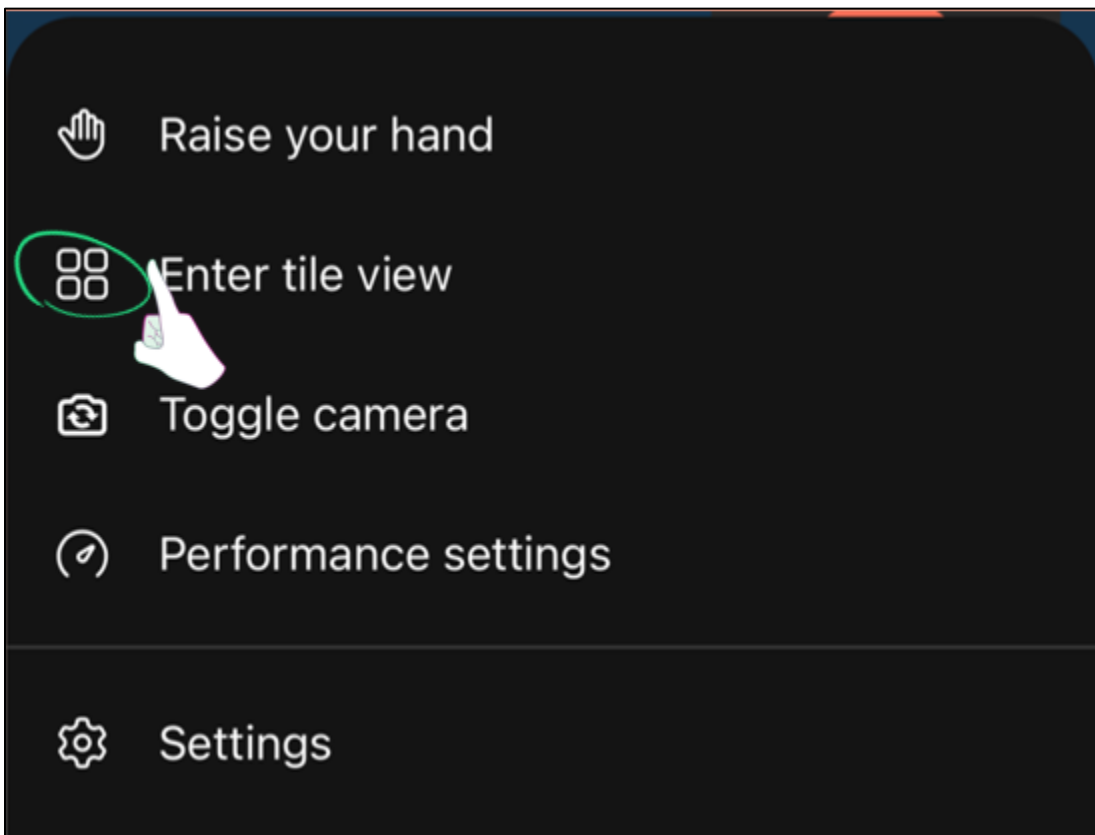 Raise your hand
Enter tile view
Toggle camera
Performance settings
Settings